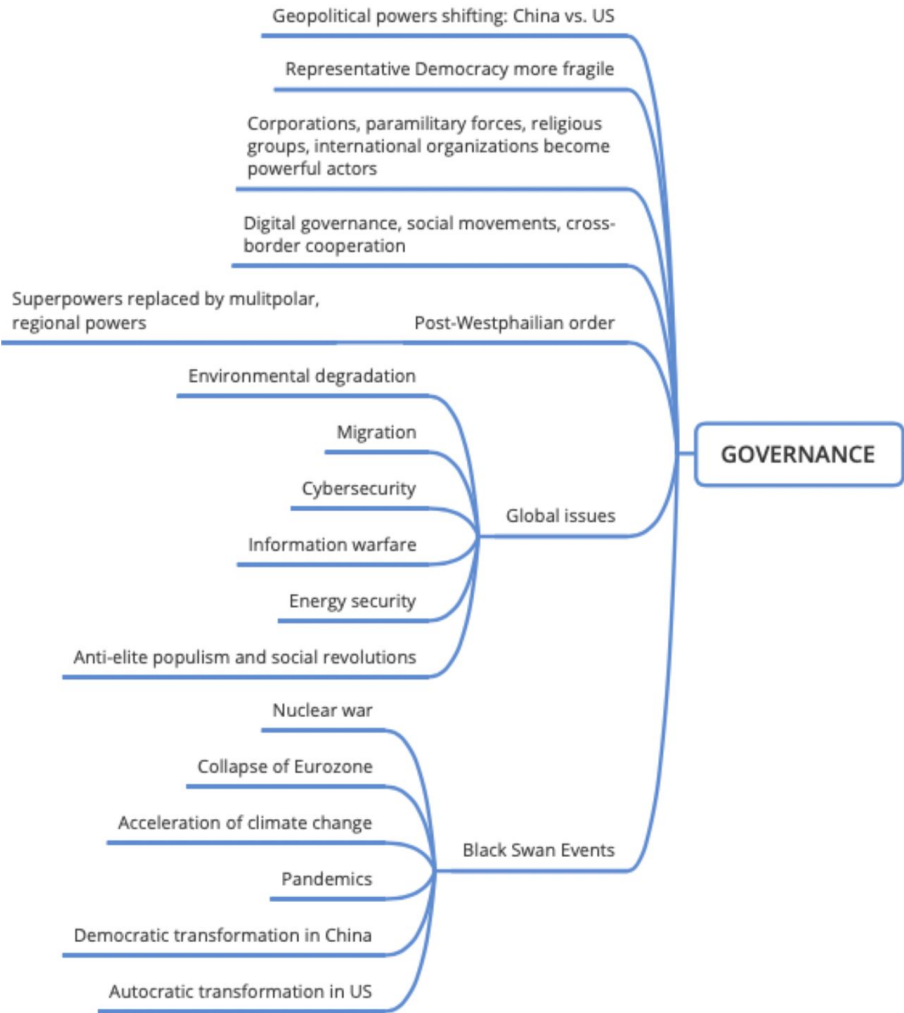 Geopolitical powers shifting: China vs. US
Representative Democracy more fragile
Corporations, paramilitary forces, religious
groups, international organizations become
powerful actors
Digital governance, social movements, cross-
border cooperation
Superpowers replaced by mulitpolar,
regional powers
Post-Westphailian order
Environmental degradation
Migration
Cybersecurity
Information warfare
Energy security
Anti-elite populism and social revolutions
Global issues
Nuclear war
Collapse of Eurozone
Acceleration of climate change
Pandemics
Democratic transformation in China
Autocratic transformation in US
Black Swan Events
GOVERNANCE